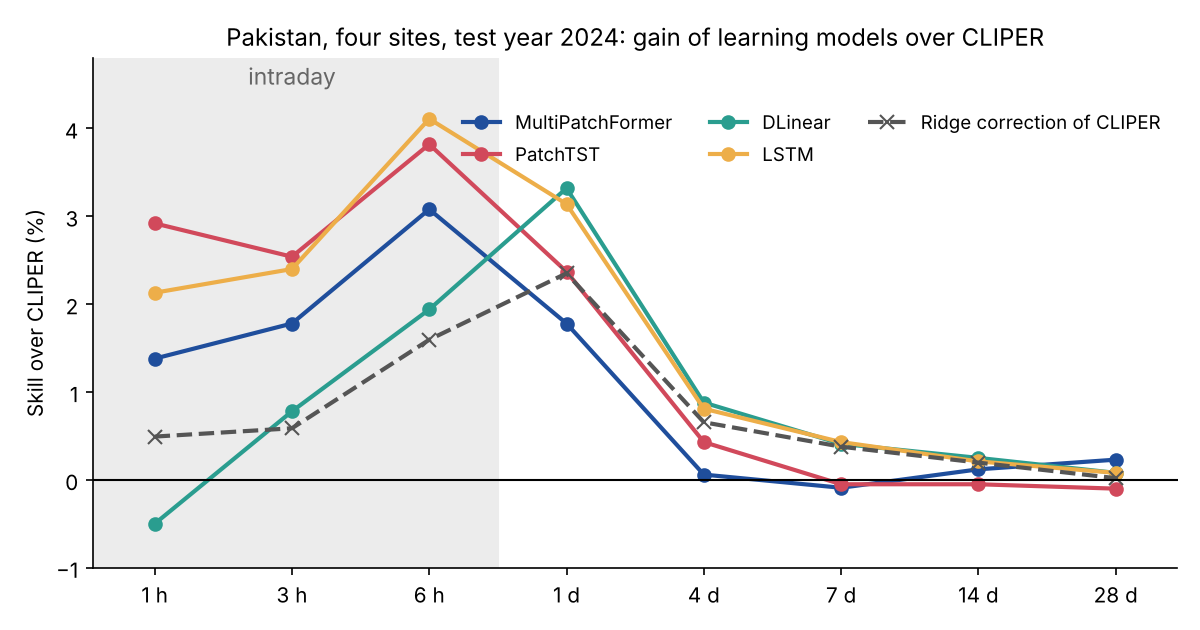 Pakistan, four sites, test year 2024: gain of learning models over CLIPER
intraday
MultiPatchFormer
PatchTST
DLinear
LSTM
Ridge correction of CLIPER
Skill over CLIPER (%)
4
3
2
1
0
−1
1 h
3 h
6 h
1 d
4 d
7 d
14 d
28 d